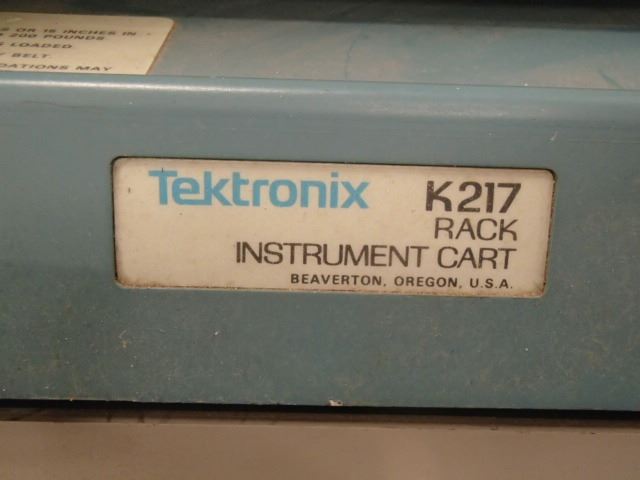 OR 15 INCHES IN
200 POUNDS
LOADED.
BELT.
DATIONS MAY
Tektronix K217
RACK
INSTRUMENT CART
BEAVERTON, OREGON, U.S.A.